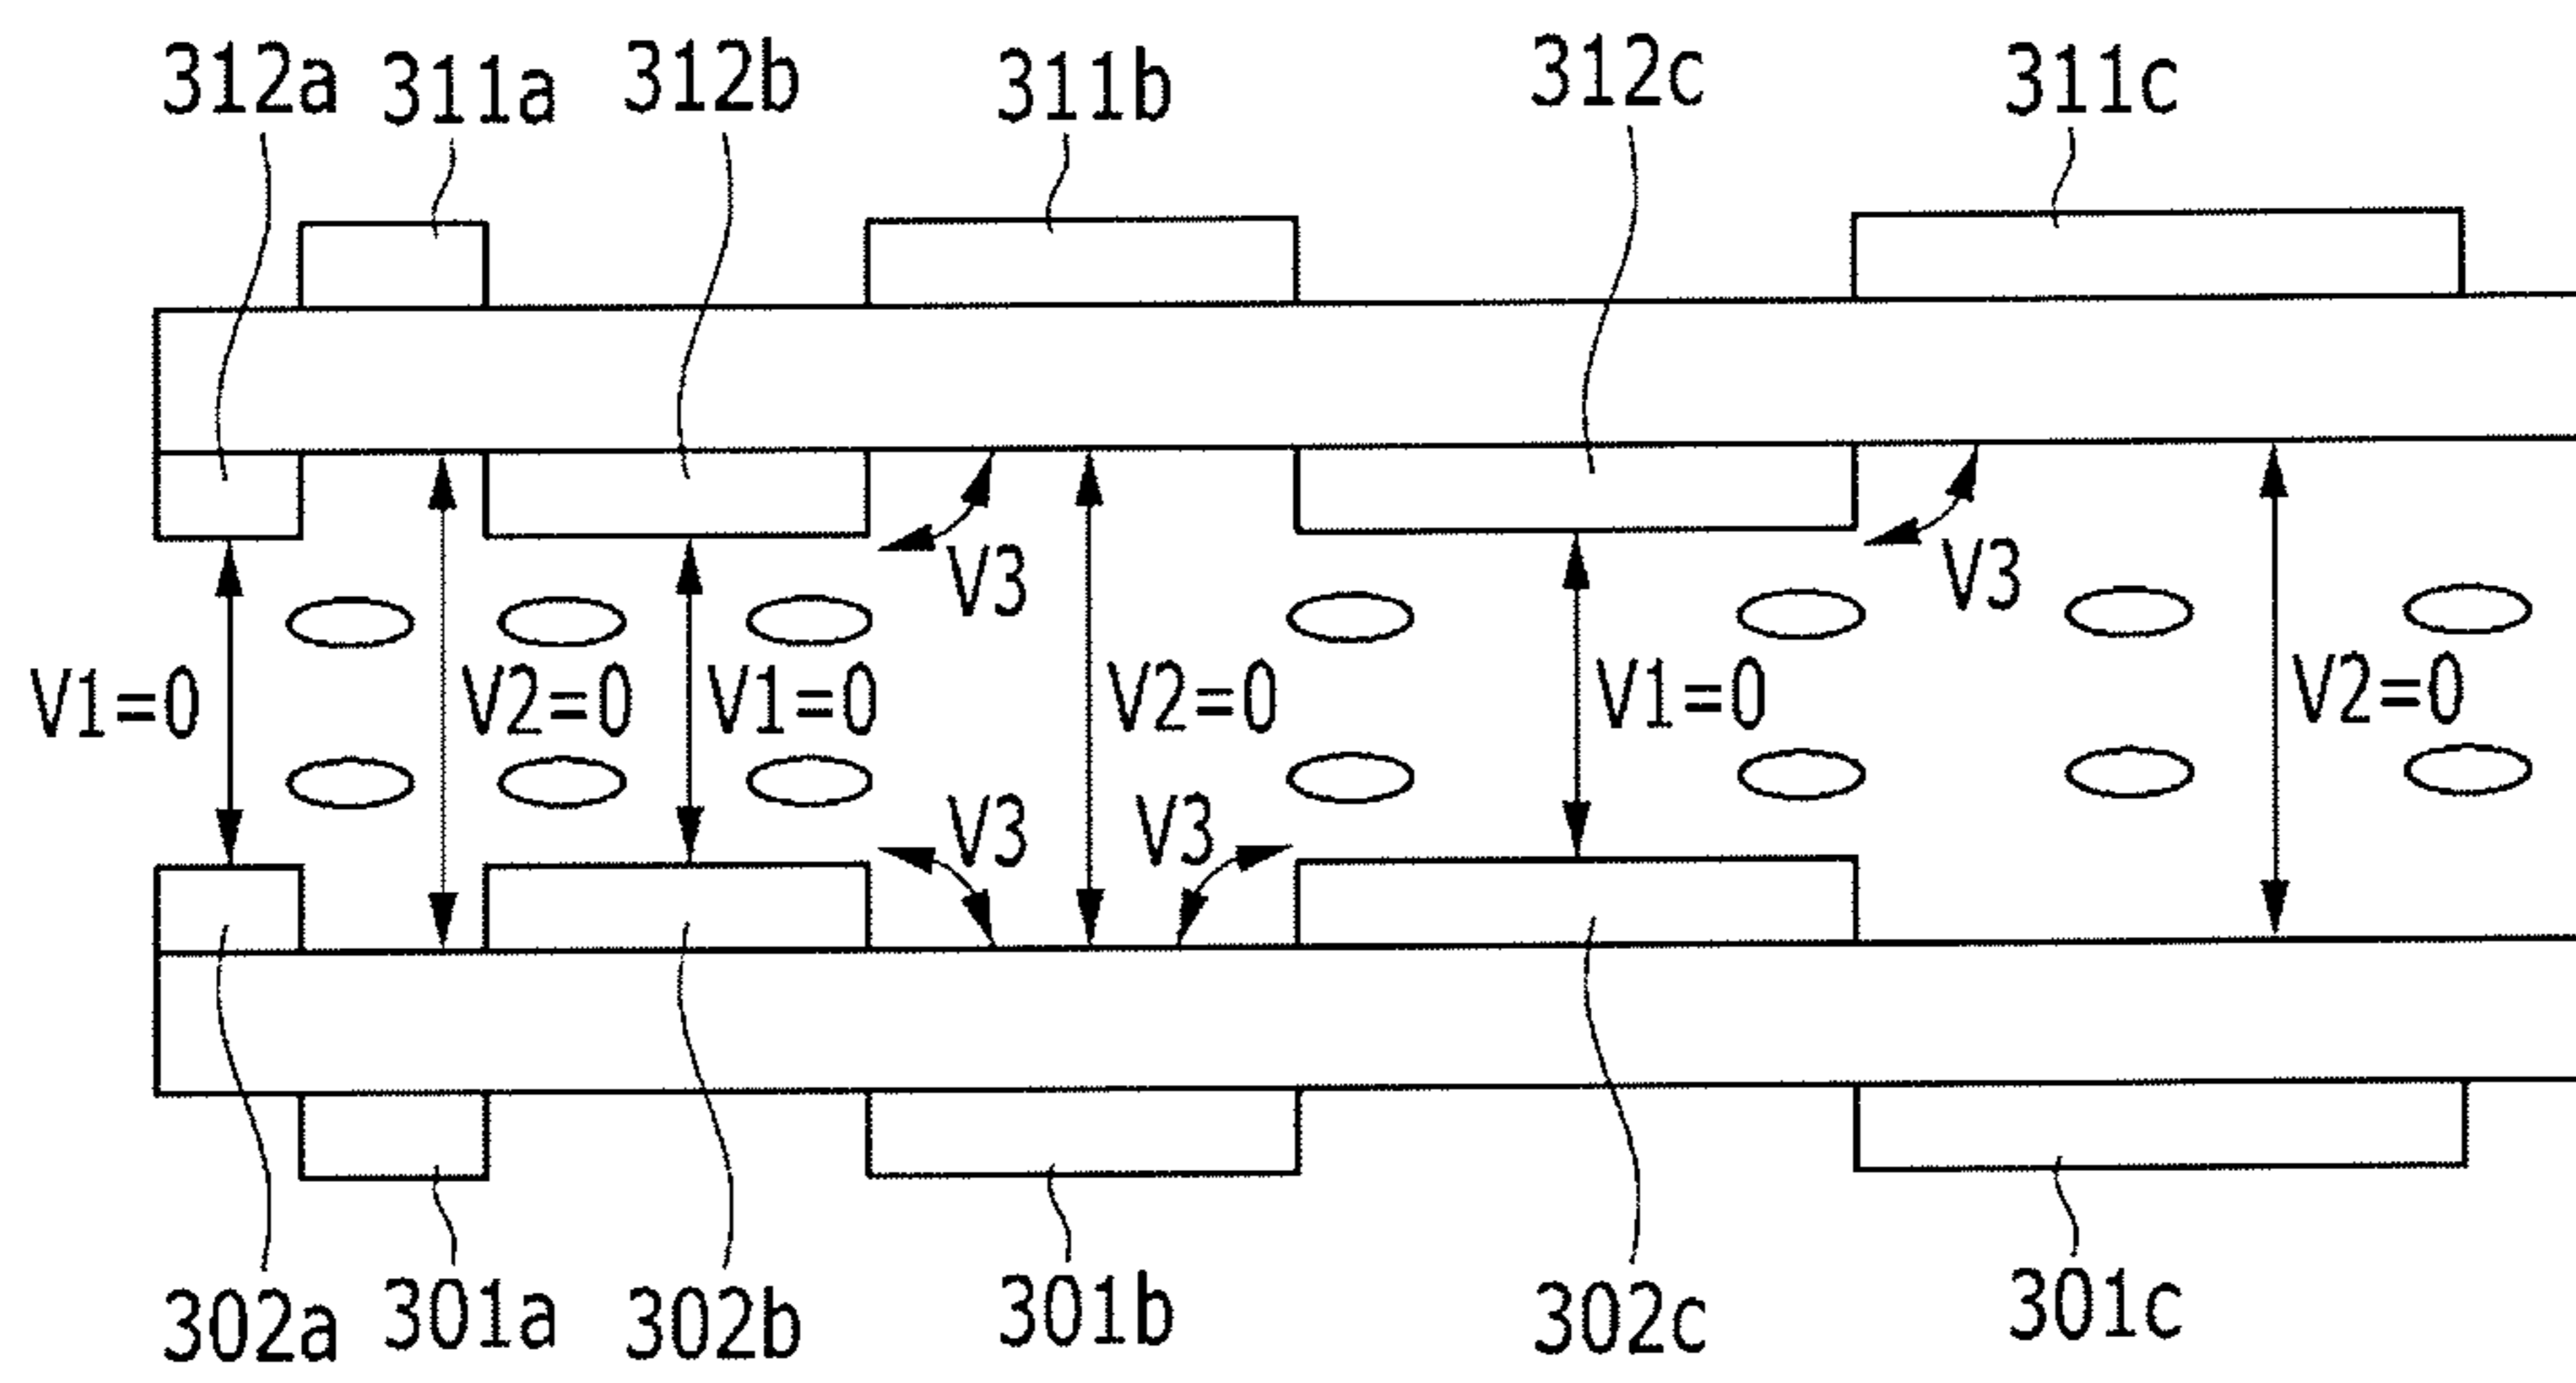 312a 311a 312b 311b 312c 311c
V3 V3
V1=0 V2=0 V1=0 V2=0 V1=0 V2=0
V3 V3
302a 301a 302b 301b 302c 301c